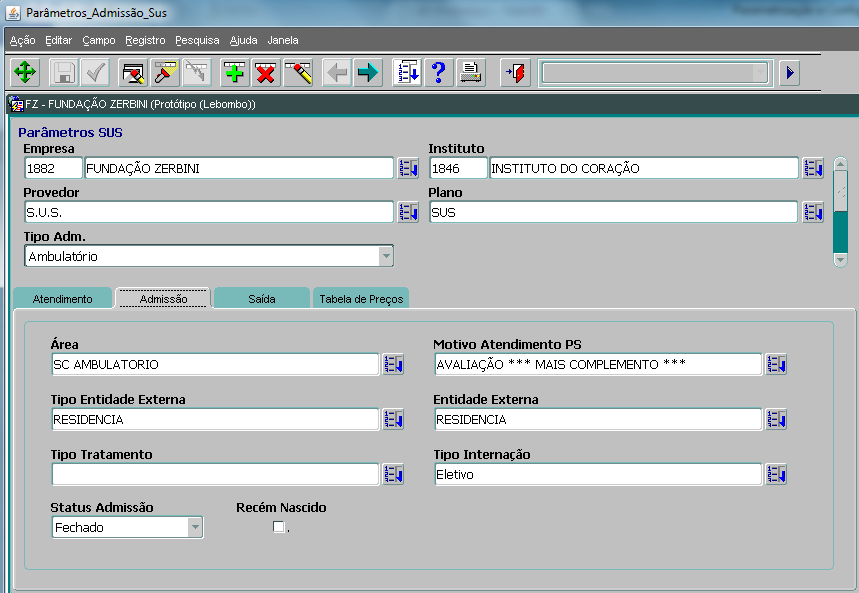 Parâmetros_Admissão_Sus
Ação Editar Campo Registro Pesquisa Ajuda Janela
FZ - FUNDAÇÃO ZERBINI (Protótipo (Lebombo))
Parâmetros SUS
Empresa Instituto
1882 FUNDAÇÃO ZERBINI 1846 INSTITUTO DO CORAÇÃO
Provedor Plano
S.U.S. SUS
Tipo Adm.
Ambulatório
Atendimento Admissão Saída Tabela de Preços
Área Motivo Atendimento PS
SC AMBULATORIO AVALIAÇÃO *** MAIS COMPLEMENTO ***
Tipo Entidade Externa Entidade Externa
RESIDENCIA RESIDENCIA
Tipo Tratamento Tipo Internação
Eletivo
Status Admissão Recém Nascido
Fechado .